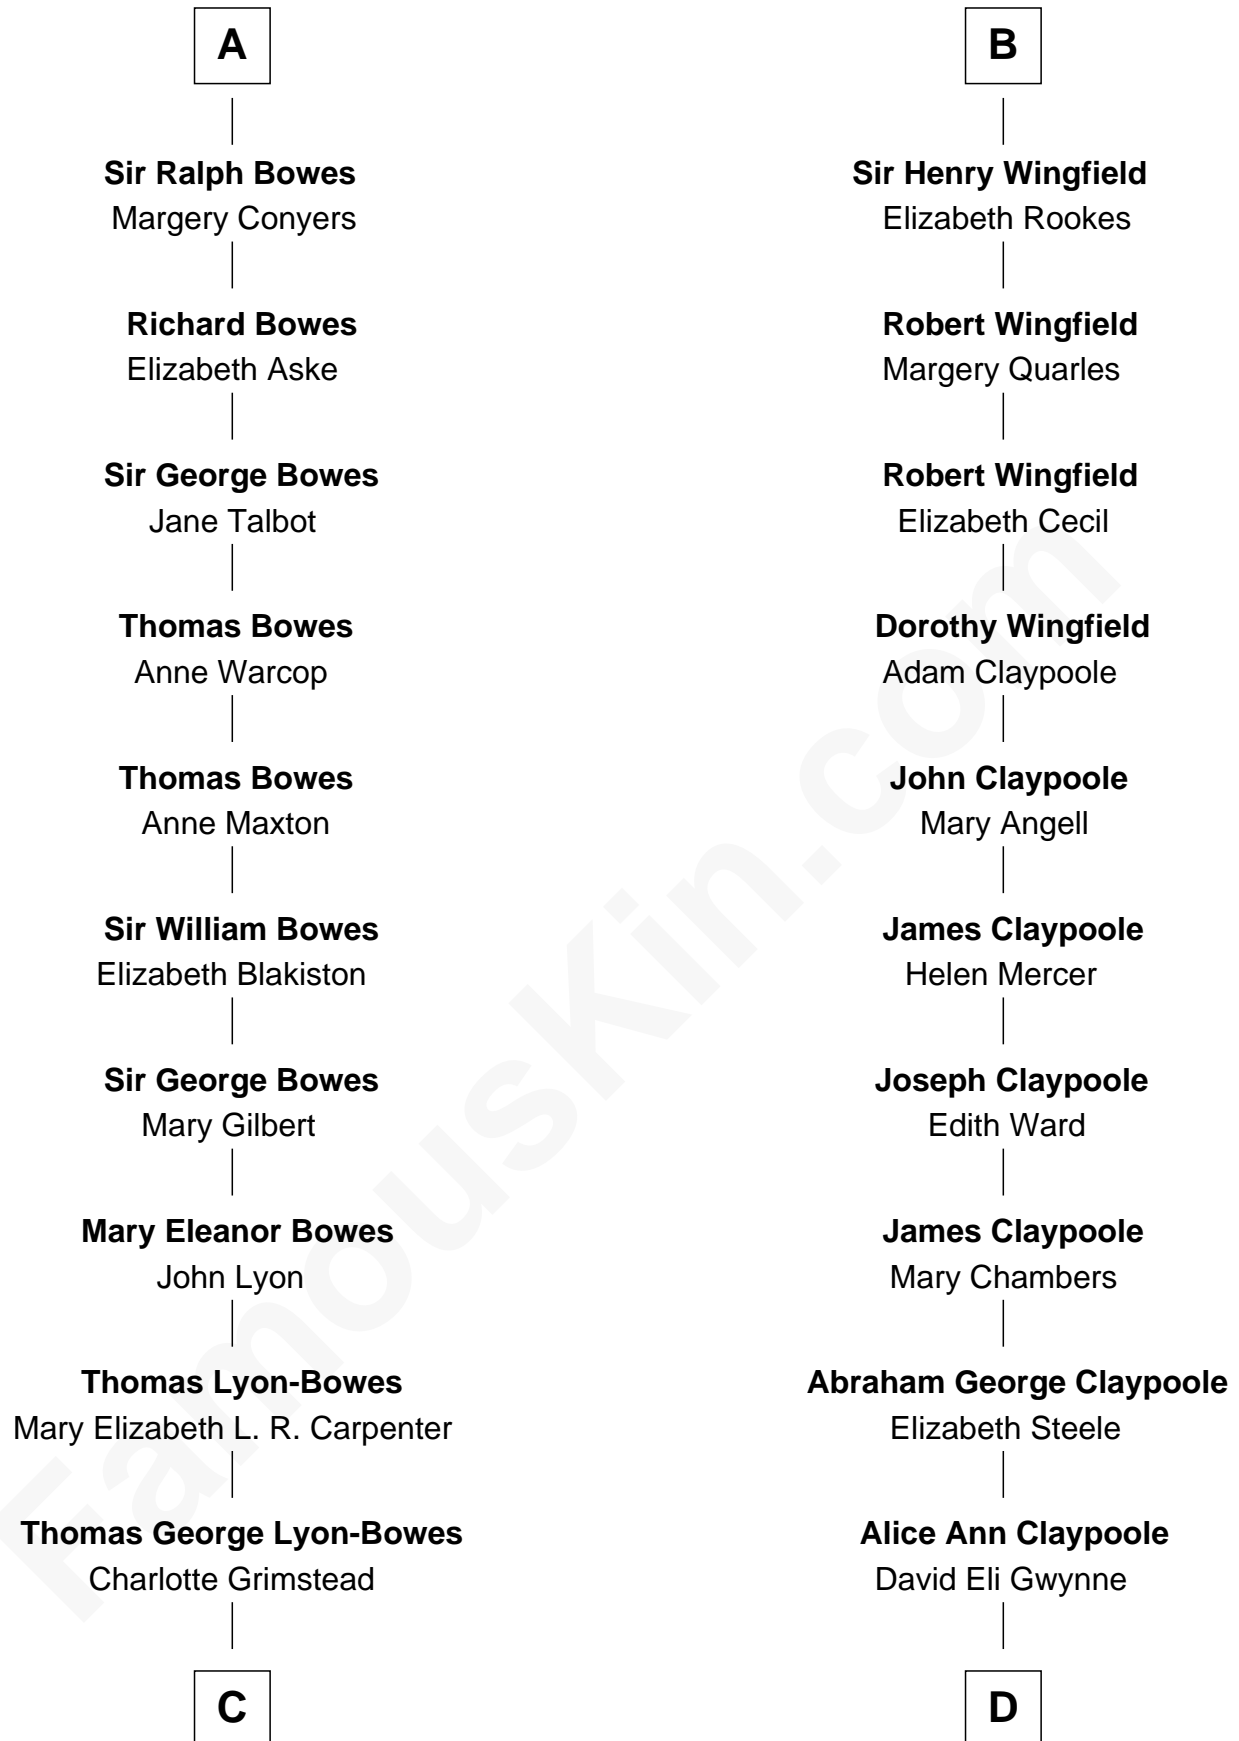 A
Sir Ralph Bowes
Margery Conyers
Richard Bowes
Elizabeth Aske
Sir George Bowes
Jane Talbot
Thomas Bowes
Anne Warcop
Thomas Bowes
Anne Maxton
Sir William Bowes
Elizabeth Blakiston
Sir George Bowes
Mary Gilbert
Mary Eleanor Bowes
John Lyon
Thomas Lyon-Bowes
Mary Elizabeth L. R. Carpenter
Thomas George Lyon-Bowes
Charlotte Grimstead
C
B
Sir Henry Wingfield
Elizabeth Rookes
Robert Wingfield
Margery Quarles
Robert Wingfield
Elizabeth Cecil
Dorothy Wingfield
Adam Claypoole
John Claypoole
Mary Angell
James Claypoole
Helen Mercer
Joseph Claypoole
Edith Ward
James Claypoole
Mary Chambers
Abraham George Claypoole
Elizabeth Steele
Alice Ann Claypoole
David Eli Gwynne
D
FamousKin.com